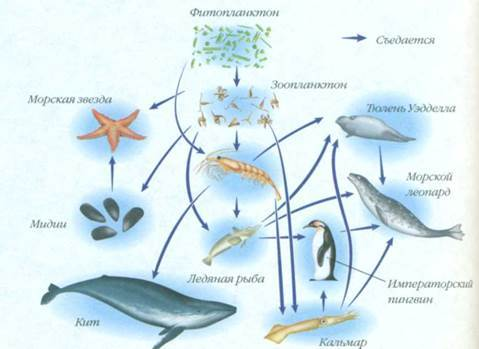 Фитопланктон
Съедается
Зоопланктон
Морская звезда
Тюлень Уэдделла
Морской
леопард
Мидии
Ледяная рыба
Императорский
пингвин
Кит
Кальмар